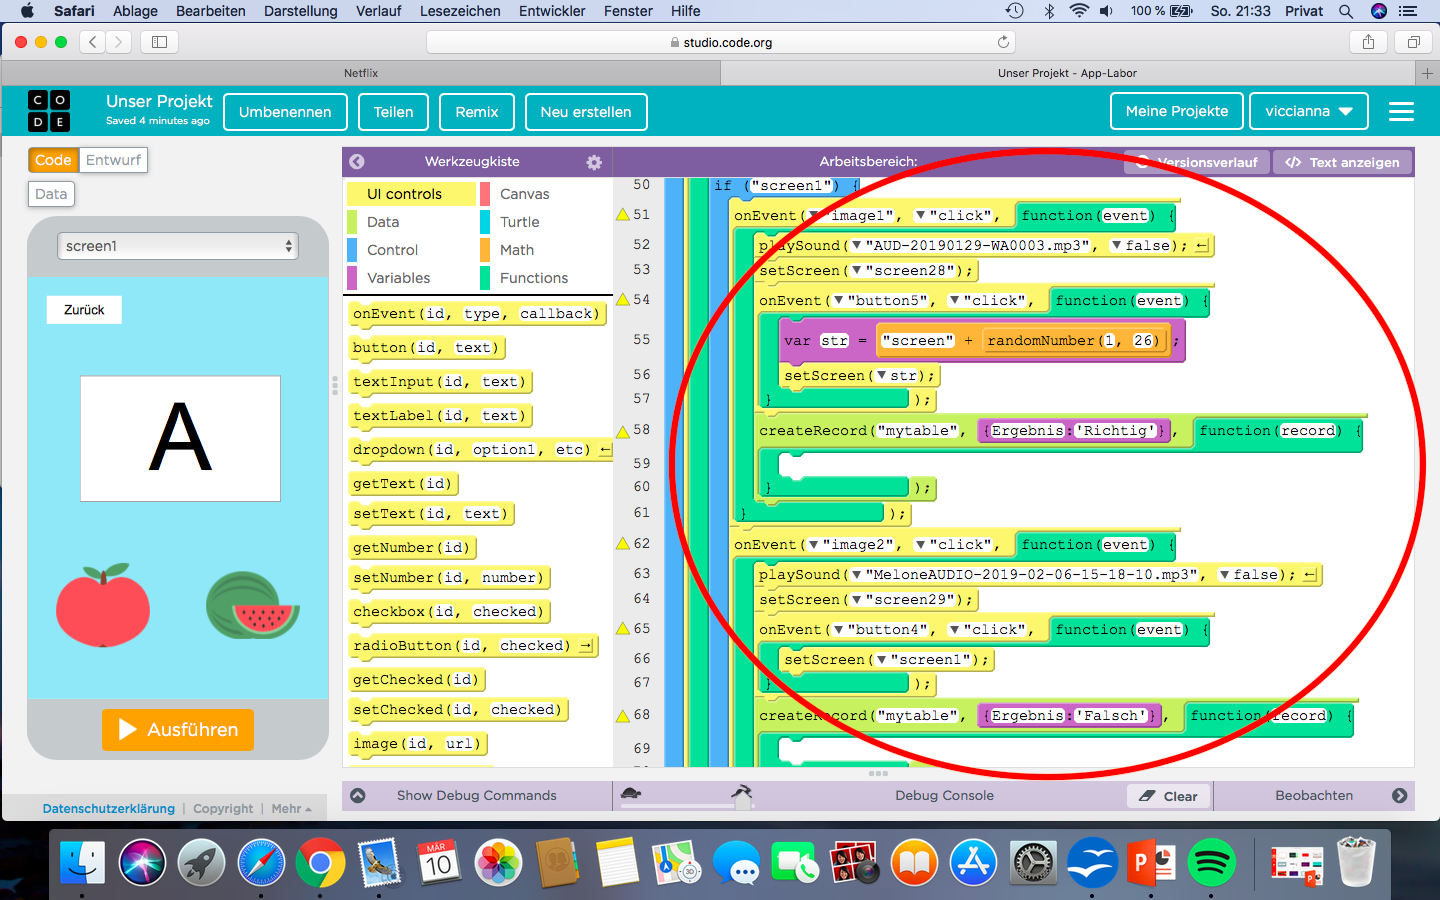 Safari Ablage Bearbeiten Darstellung Verlauf Lesezeichen Entwickler Fenster Hilfe 100 % So. 21:33 Privat
studio.code.org
Netflix Unser Projekt - App-Labor
C O D E
Unser Projekt
Saved 4 minutes ago
Umbenennen Teilen Remix Neu erstellen Meine Projekte viccianna
Code Entwurf
Data
Werkzeugkiste Arbeitsbereich: Versionsverlauf </> Text anzeigen
screen1
Zurück
A
Ausführen
Datenschutzerklärung | Copyright | Mehr
UI controls Canvas
Data Turtle
Control Math
Variables Functions
onEvent(id, type, callback)
button(id, text)
textInput(id, text)
textLabel(id, text)
dropdown(id, option1, etc) ←
getText(id)
setText(id, text)
getNumber(id)
setNumber(id, number)
checkbox(id, checked)
radioButton(id, checked) →
getChecked(id)
setChecked(id, checked)
image(id, url)
50 if ("screen1") {
51 onEvent(▼"image1", ▼"click", function(event) {
52 playSound(▼"AUD-20190129-WA0003.mp3", ▼false); ←
53 setScreen(▼"screen28");
54 onEvent(▼"button5", ▼"click", function(event) {
55 var str = "screen" + randomNumber(1, 26);
56 setScreen(▼str);
57 } );
58 createRecord("mytable", {Ergebnis:'Richtig'}, function(record) {
59
60 } );
61 } );
62 onEvent(▼"image2", ▼"click", function(event) {
63 playSound(▼"MeloneAUDIO-2019-02-06-15-18-10.mp3", ▼false); ←
64 setScreen(▼"screen29");
65 onEvent(▼"button4", ▼"click", function(event) {
66 setScreen(▼"screen1");
67 } );
68 createRecord("mytable", {Ergebnis:'Falsch'}, function(record) {
69
Show Debug Commands Debug Console Clear Beobachten
MÄR
10